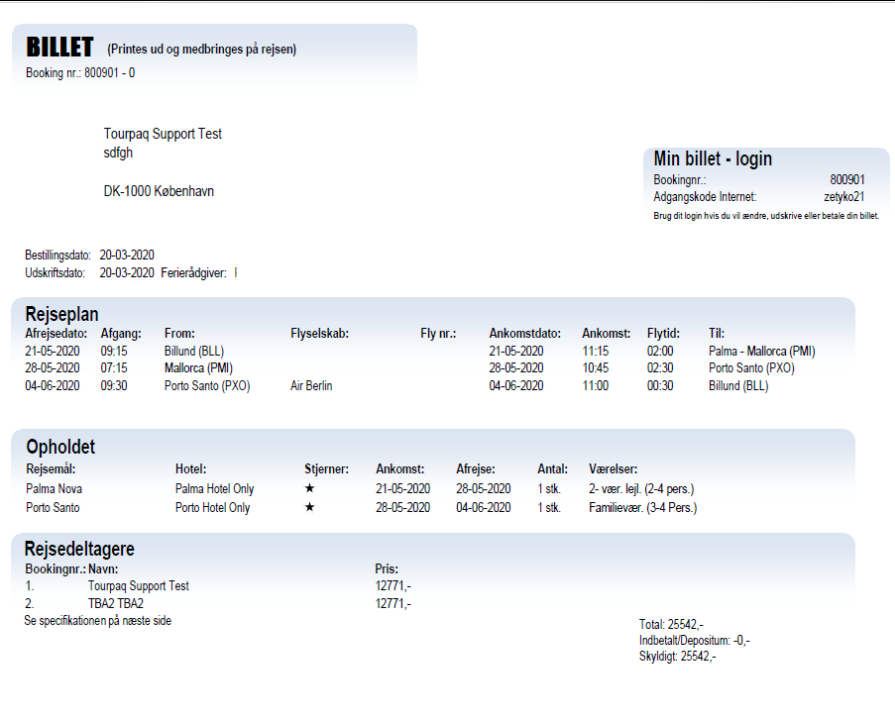 BILLET (Printes ud og medbringes på rejsen)
Booking nr.: 800901 - 0
Tourpaq Support Test
sdfgh
DK-1000 København
Min billet - login
Bookingnr.: 800901
Adgangskode Internet: zetyko21
Brug dit login hvis du vil ændre, udskrive eller betale din billet.
Bestillingsdato: 20-03-2020
Udskriftsdato: 20-03-2020 Ferierådgiver:
Rejseplan
Afrejsedato: Afgang: From: Flyselskab: Fly nr.: Ankomstdato: Ankomst: Flytid: Til:
21-05-2020 09:15 Billund (BLL) 21-05-2020 11:15 02:00 Palma - Mallorca (PMI)
28-05-2020 07:15 Mallorca (PMI) 28-05-2020 10:45 02:30 Porto Santo (PXO)
04-06-2020 09:30 Porto Santo (PXO) Air Berlin 04-06-2020 11:00 00:30 Billund (BLL)
Opholdet
Rejsemål: Hotel: Stjerner: Ankomst: Afrejse: Antal: Værelser:
Palma Nova Palma Hotel Only ★ 21-05-2020 28-05-2020 1 stk. 2- vær. lejl. (2-4 pers.)
Porto Santo Porto Hotel Only ★ 28-05-2020 04-06-2020 1 stk. Familievær. (3-4 Pers.)
Rejsedeltagere
Bookingnr.: Navn: Pris:
1. Tourpaq Support Test 12771,-
2. TBA2 TBA2 12771,-
Se specifikationen på næste side
Total: 25542,-
Indbetalt/Depositum: -0,-
Skyldigt: 25542,-